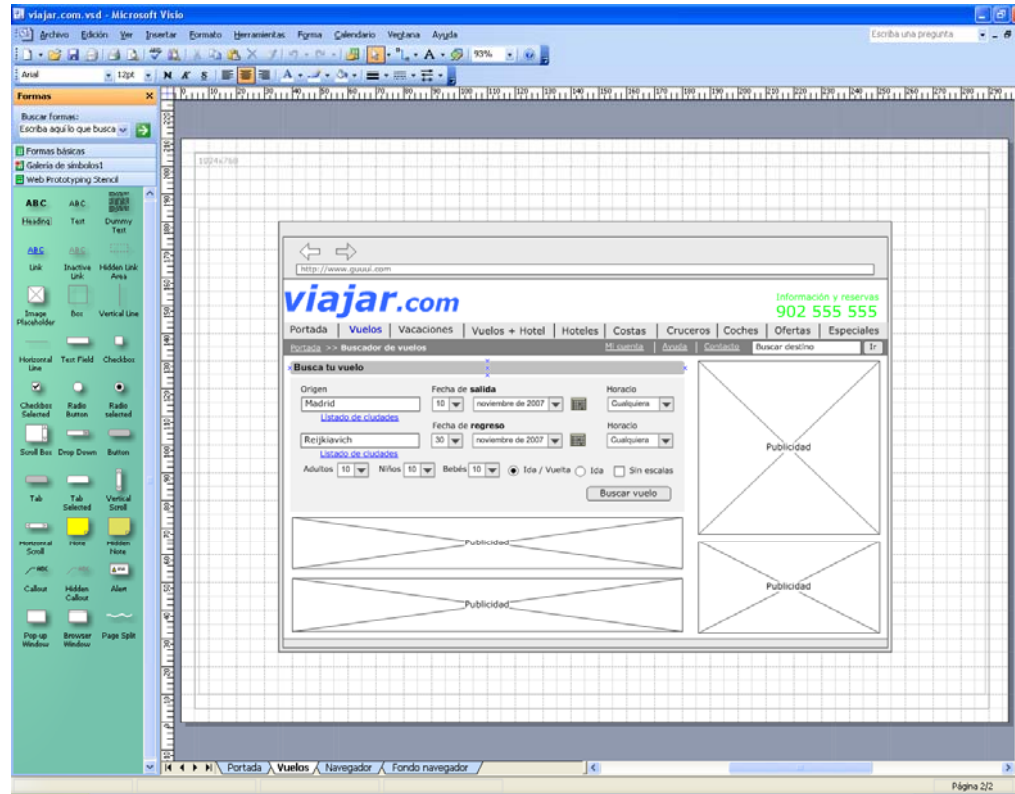 viajar.com.vsd - Microsoft Visio
Archivo Edición Ver Insertar Formato Herramientas Forma Calendario Ventana Ayuda Escriba una pregunta
A 93%
Arial 12pt N K S A
Formas
Buscar formas:
Escriba aquí lo que busca
Formas básicas
Galería de símbolos1
Web Prototyping Stencil
ABC ABC
Heading Text Dummy Text
ABC ABC
Link Inactive Link Hidden Link Area
Image Placeholder Box Vertical Line
Horizontal Line Text Field Checkbox
Checkbox Selected Radio Button Radio selected
Scroll Box Drop Down Button
Tab Tab Selected Vertical Scroll
Horizontal Scroll Note Hidden Note
Callout Hidden Callout Alert
Pop-up Window Browser Window Page Split
1024x768
http://www.guuui.com
viajar.com
Información y reservas
902 555 555
Portada | Vuelos | Vacaciones | Vuelos + Hotel | Hoteles | Costas | Cruceros | Coches | Ofertas | Especiales
Portada >> Buscador de vuelos Mi cuenta | Ayuda | Contacto Buscar destino Ir
Busca tu vuelo
Origen Fecha de salida Horacio
Madrid 10 noviembre de 2007 Cualquiera
Listado de ciudades
Fecha de regreso Horacio
Reijkiavich 30 noviembre de 2007 Cualquiera
Listado de ciudades
Adultos 10 Niños 10 Bebés 10 Ida / Vuelta Ida Sin escalas
Buscar vuelo
Publicidad
Publicidad
Publicidad
Publicidad
Portada Vuelos Navegador Fondo navegador
Página 2/2